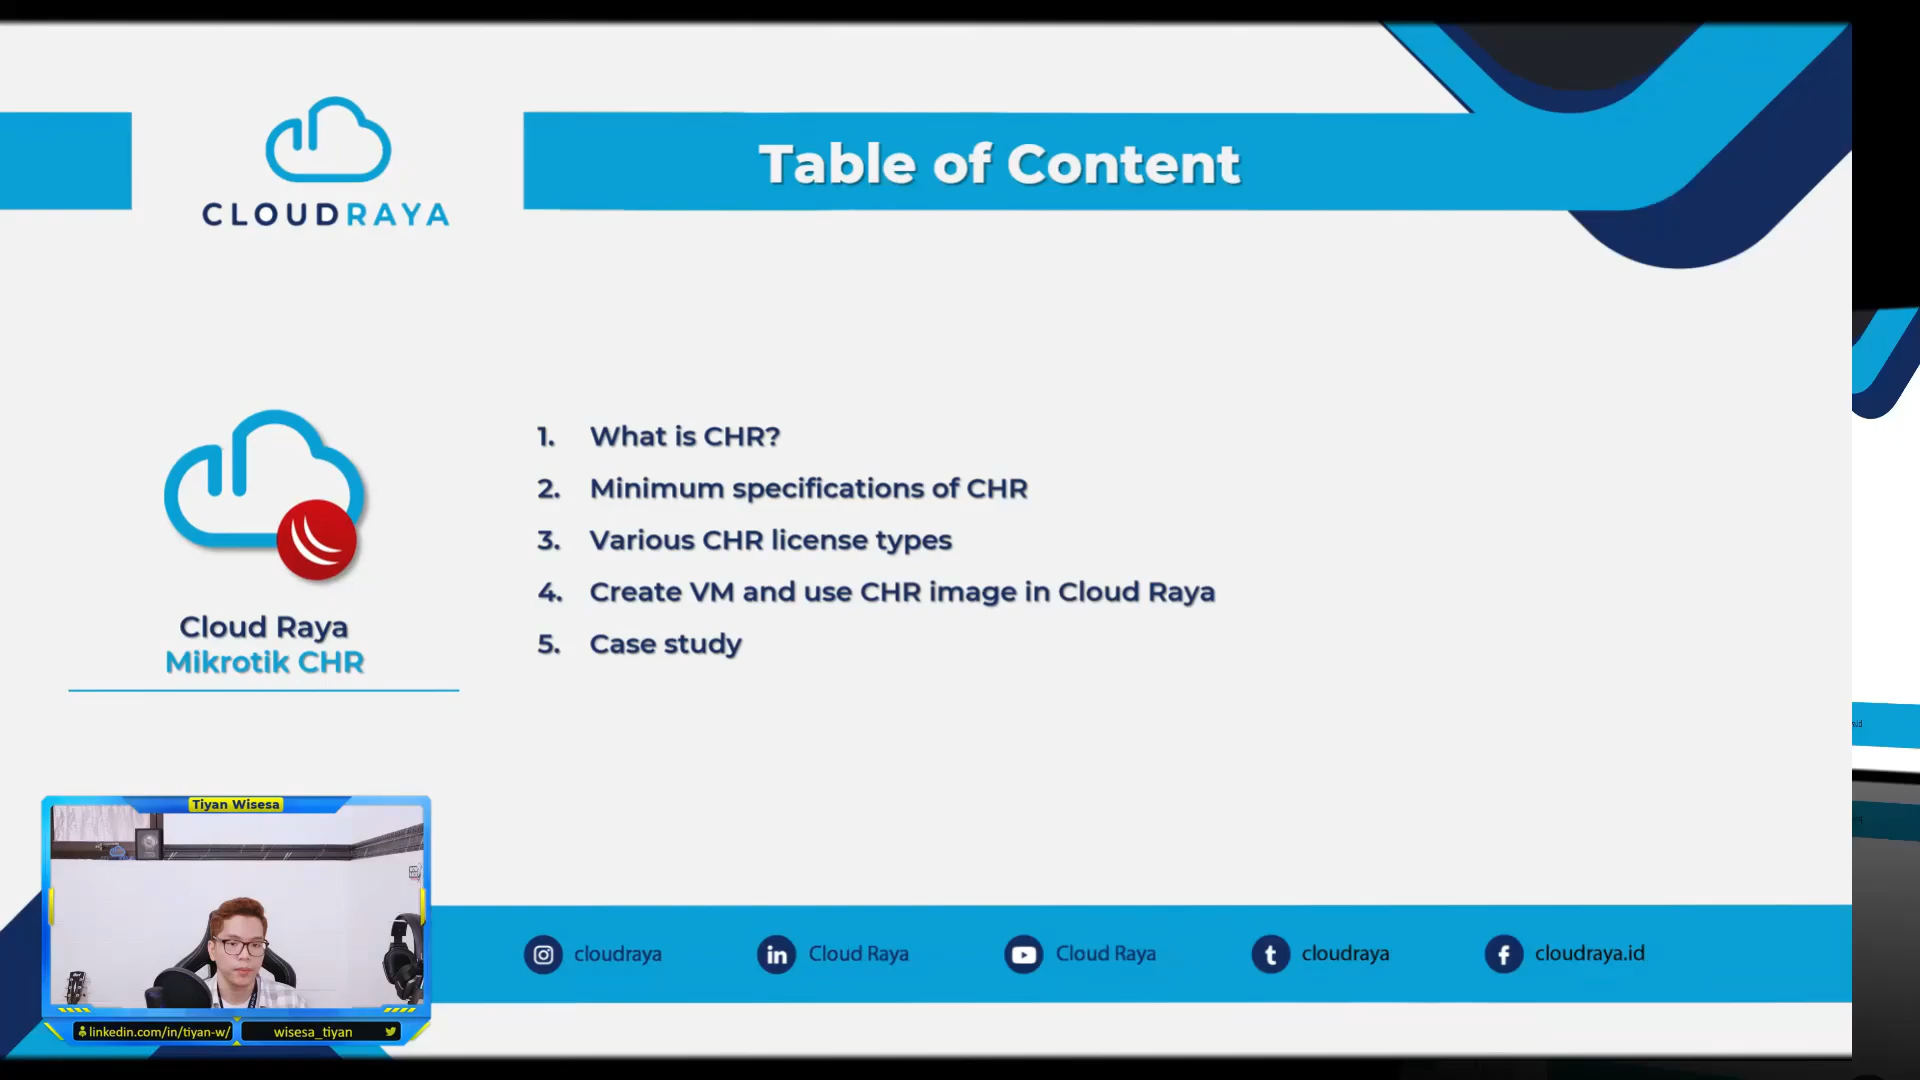 CLOUDRAYA
Table of Content
Cloud Raya
Mikrotik CHR
1. What is CHR?
2. Minimum specifications of CHR
3. Various CHR license types
4. Create VM and use CHR image in Cloud Raya
5. Case study
Tiyan Wisesa
linkedin.com/in/tiyan-w/
wisesa_tiyan
cloudraya
in Cloud Raya
Cloud Raya
t cloudraya
f cloudraya.id